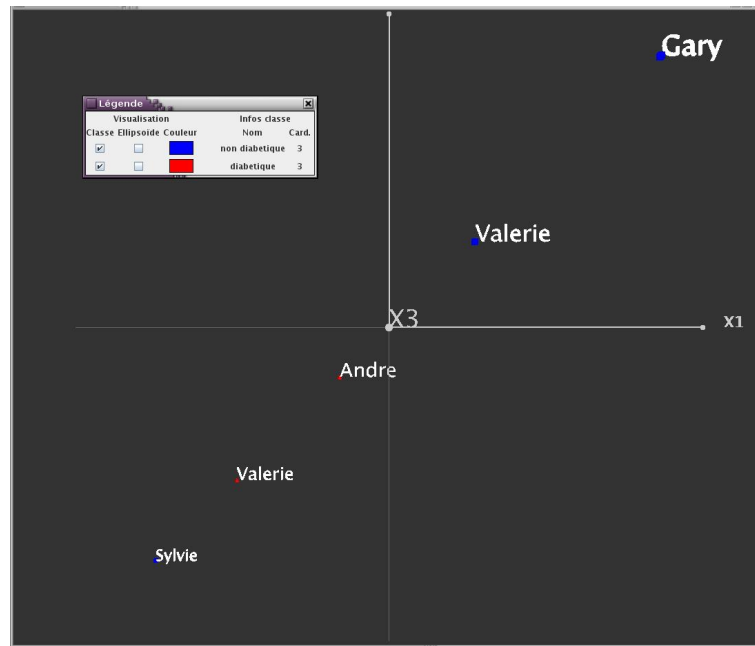 Gary
Légende
Visualisation Infos classe
Classe Ellipsoide Couleur Nom Card.
non diabetique 3
diabetique 3
Valerie
X3
X1
Andre
Valerie
Sylvie